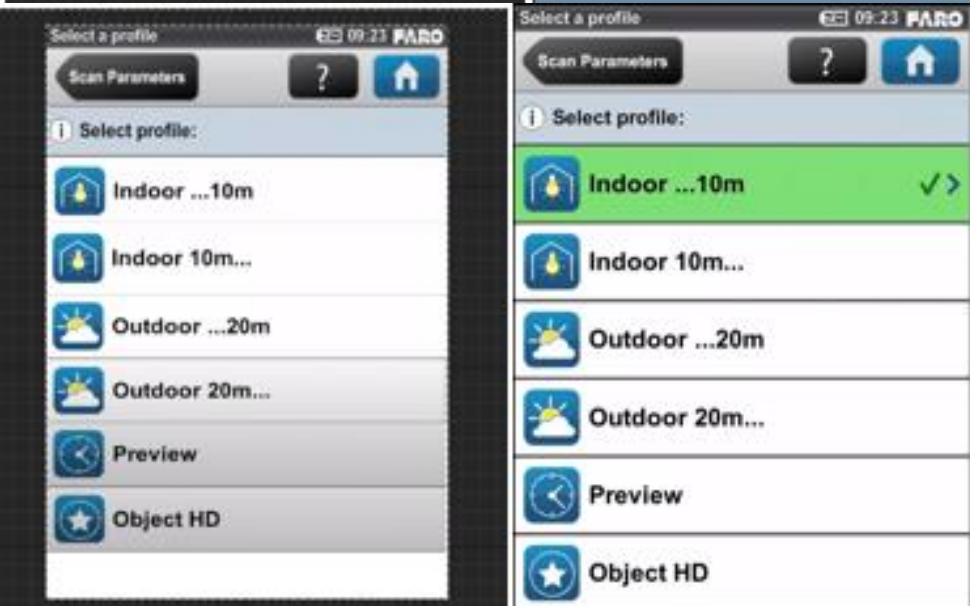 Select a profile 09:23 FARO
Scan Parameters ?
i Select profile:
Indoor ...10m
Indoor 10m...
Outdoor ...20m
Outdoor 20m...
Preview
Object HD
Select a profile 09:23 FARO
Scan Parameters ?
i Select profile:
Indoor ...10m
Indoor 10m...
Outdoor ...20m
Outdoor 20m...
Preview
Object HD